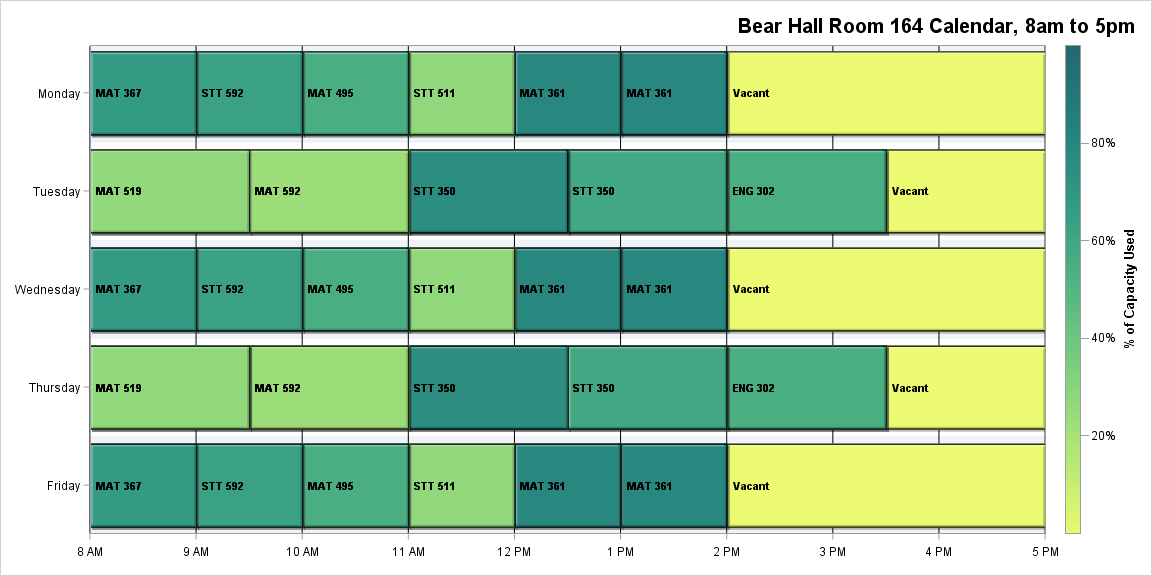 Bear Hall Room 164 Calendar, 8am to 5pm
Monday
MAT 367 STT 592 MAT 495 STT 511 MAT 361 MAT 361 Vacant
Tuesday
MAT 519 MAT 592 STT 350 STT 350 ENG 302 Vacant
Wednesday
MAT 367 STT 592 MAT 495 STT 511 MAT 361 MAT 361 Vacant
Thursday
MAT 519 MAT 592 STT 350 STT 350 ENG 302 Vacant
Friday
MAT 367 STT 592 MAT 495 STT 511 MAT 361 MAT 361 Vacant
8 AM 9 AM 10 AM 11 AM 12 PM 1 PM 2 PM 3 PM 4 PM 5 PM
80%
60%
40%
20%
% of Capacity Used